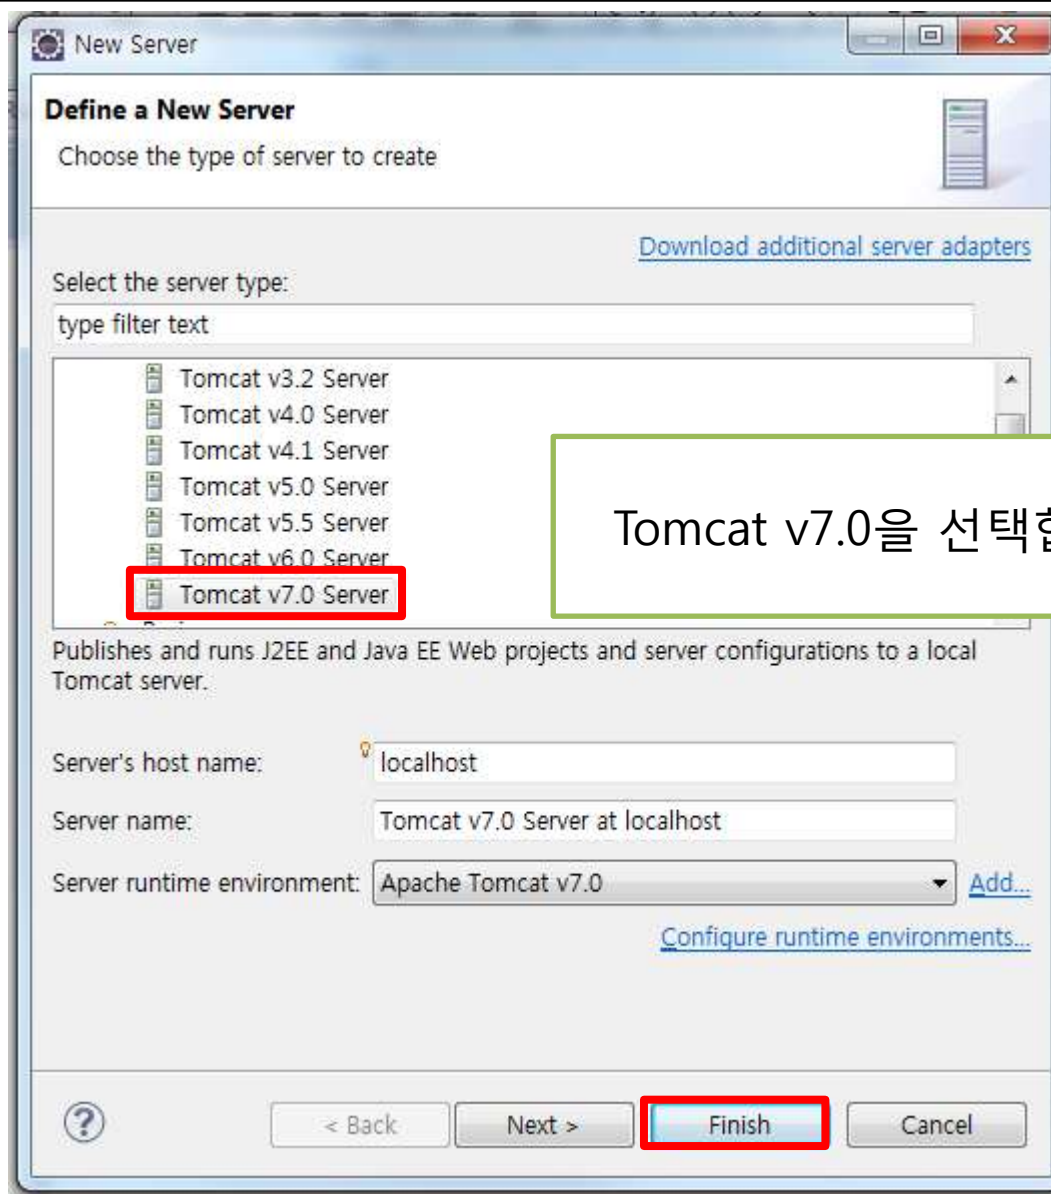 New Server
Define a New Server
Choose the type of server to create
Download additional server adapters
Select the server type:
type filter text
Tomcat v3.2 Server
Tomcat v4.0 Server
Tomcat v4.1 Server
Tomcat v5.0 Server
Tomcat v5.5 Server
Tomcat v6.0 Server
Tomcat v7.0 Server
Tomcat v7.0을
Publishes and runs J2EE and Java EE Web projects and server configurations to a local
Tomcat server.
Server's host name: localhost
Server name: Tomcat v7.0 Server at localhost
Server runtime environment: Apache Tomcat v7.0 Add...
Configure runtime environments...
? < Back Next > Finish Cancel